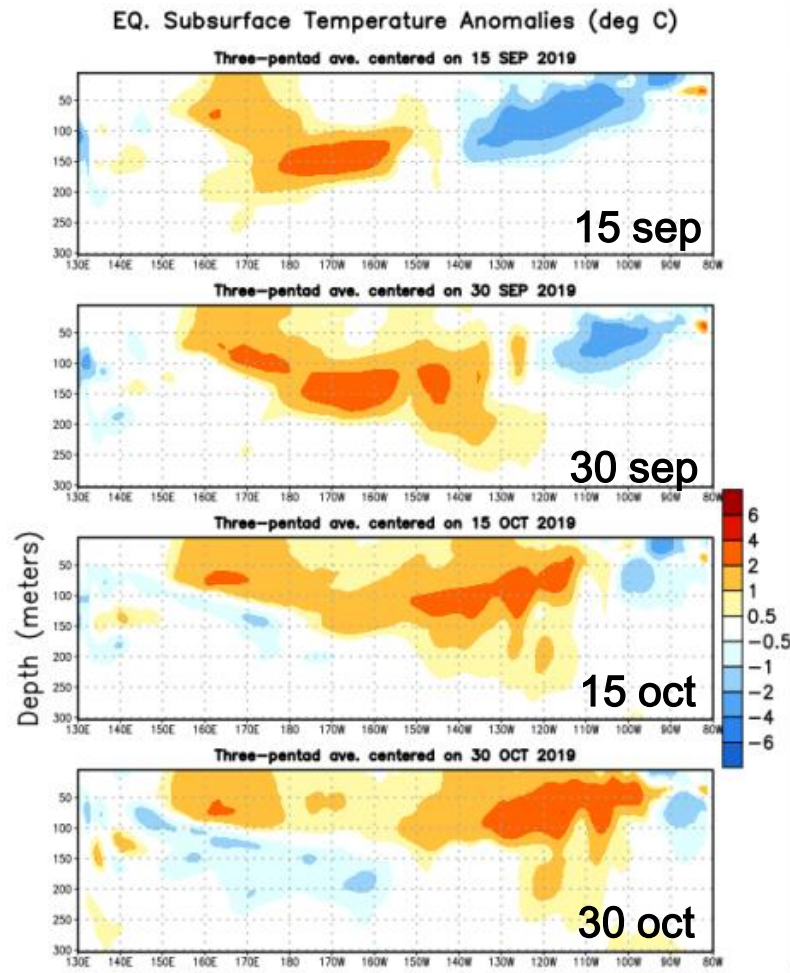 EQ. Subsurface Temperature Anomalies (deg C)
Three-pentad ave. centered on 15 SEP 2019
50
100
150
200
250
300
15 sep
130E 140E 150E 160E 170E 180 170W 160W 150W 140W 130W 120W 110W 100W 90W 80W
Three-pentad ave. centered on 30 SEP 2019
50
100
150
200
250
300
30 sep
130E 140E 150E 160E 170E 180 170W 160W 150W 140W 130W 120W 110W 100W 90W 80W
Three-pentad ave. centered on 15 OCT 2019
50
100
150
200
250
300
15 oct
130E 140E 150E 160E 170E 180 170W 160W 150W 140W 130W 120W 110W 100W 90W 80W
Three-pentad ave. centered on 30 OCT 2019
50
100
150
200
250
300
30 oct
130E 140E 150E 160E 170E 180 170W 160W 150W 140W 130W 120W 110W 100W 90W 80W
Depth (meters)
6
4
2
1
0.5
-0.5
-1
-2
-4
-6